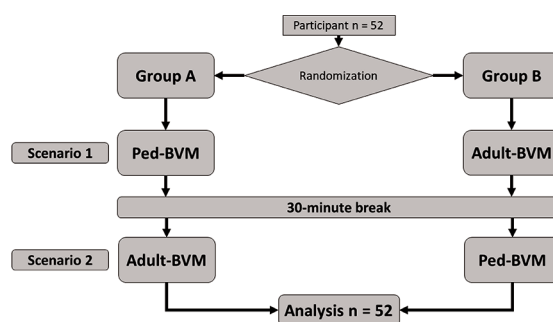 Participant n = 52
Group A
Randomization
Group B
Scenario 1
Ped-BVM
Adult-BVM
30-minute break
Scenario 2
Adult-BVM
Ped-BVM
Analysis n = 52